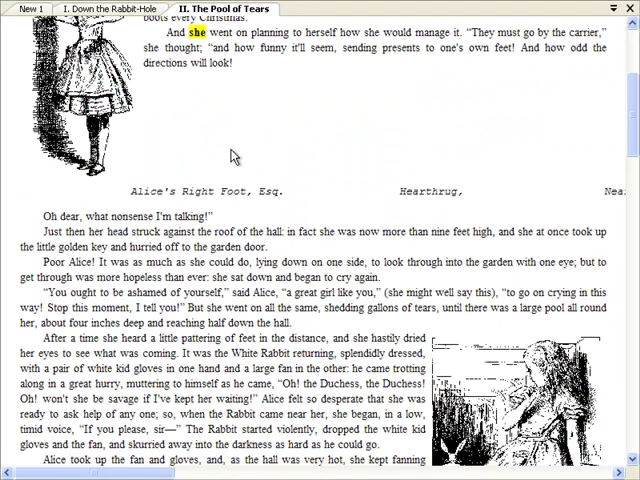 New 1 I. Down the Rabbit-Hole II. The Pool of Tears
boots every Christmas.
And she went on planning to herself how she would manage it. “They must go by the carrier,”
she thought; “and how funny it'll seem, sending presents to one's own feet! And how odd the
directions will look!
Alice's Right Foot, Esq. Hearthrug, Near
Oh dear, what nonsense I'm talking!”
Just then her head struck against the roof of the hall: in fact she was now more than nine feet high, and she at once took up
the little golden key and hurried off to the garden door.
Poor Alice! It was as much as she could do, lying down on one side, to look through into the garden with one eye; but to
get through was more hopeless than ever: she sat down and began to cry again.
“You ought to be ashamed of yourself,” said Alice, “a great girl like you,” (she might well say this), “to go on crying in this
way! Stop this moment, I tell you!” But she went on all the same, shedding gallons of tears, until there was a large pool all round
her, about four inches deep and reaching half down the hall.
After a time she heard a little pattering of feet in the distance, and she hastily dried
her eyes to see what was coming. It was the White Rabbit returning, splendidly dressed,
with a pair of white kid gloves in one hand and a large fan in the other: he came trotting
along in a great hurry, muttering to himself as he came, “Oh! the Duchess, the Duchess!
Oh! won't she be savage if I've kept her waiting!” Alice felt so desperate that she was
ready to ask help of any one; so, when the Rabbit came near her, she began, in a low,
timid voice, “If you please, sir—” The Rabbit started violently, dropped the white kid
gloves and the fan, and skurried away into the darkness as hard as he could go.
Alice took up the fan and gloves, and, as the hall was very hot, she kept fanning